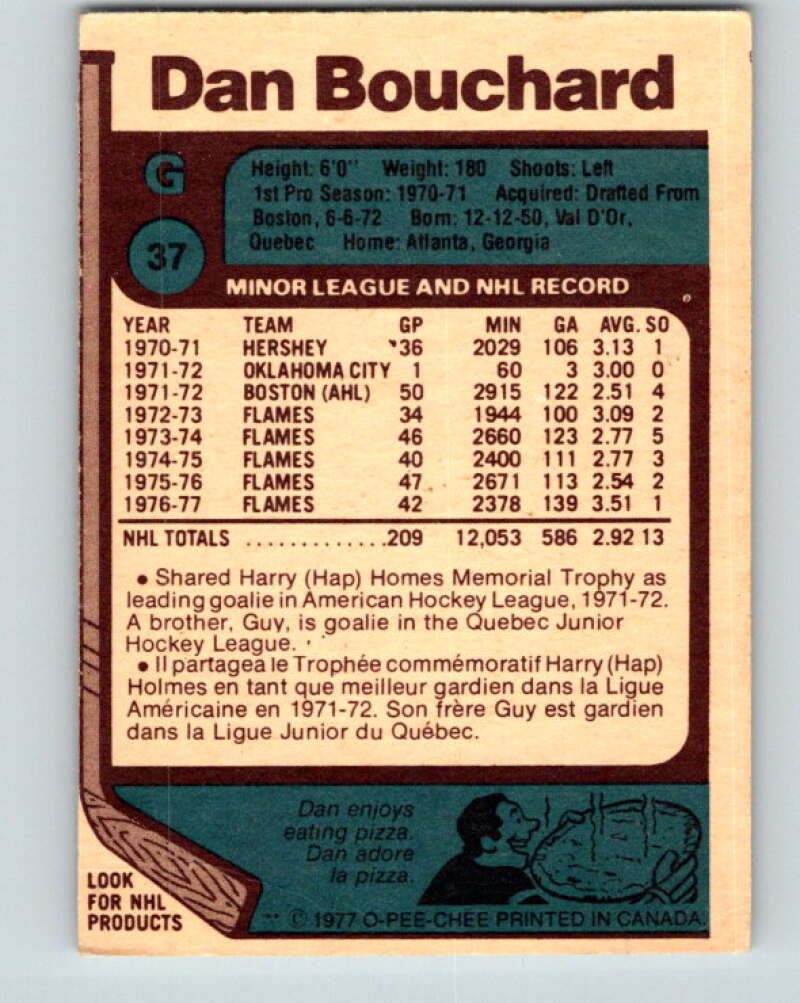 Dan Bouchard
G
37
Height: 6'0" Weight: 180 Shoots: Left
1st Pro Season: 1970-71 Acquired: Drafted From
Boston, 6-6-72 Born: 12-12-50, Val D'Or,
Quebec Home: Atlanta, Georgia
MINOR LEAGUE AND NHL RECORD
YEAR TEAM GP MIN GA AVG. SO
1970-71 HERSHEY 36 2029 106 3.13 1
1971-72 OKLAHOMA CITY 1 60 3 3.00 0
1971-72 BOSTON (AHL) 50 2915 122 2.51 4
1972-73 FLAMES 34 1944 100 3.09 2
1973-74 FLAMES 46 2660 123 2.77 5
1974-75 FLAMES 40 2400 111 2.77 3
1975-76 FLAMES 47 2671 113 2.54 2
1976-77 FLAMES 42 2378 139 3.51 1
NHL TOTALS .............209 12,053 586 2.92 13
• Shared Harry (Hap) Homes Memorial Trophy as
leading goalie in American Hockey League, 1971-72.
A brother, Guy, is goalie in the Quebec Junior
Hockey League.
• Il partagea le Trophée commémoratif Harry (Hap)
Holmes en tant que meilleur gardien dans la Ligue
Américaine en 1971-72. Son frère Guy est gardien
dans la Ligue Junior du Québec.
Dan enjoys
eating pizza.
Dan adore
la pizza.
LOOK
FOR NHL
PRODUCTS
© 1977 O-PEE-CHEE PRINTED IN CANADA.